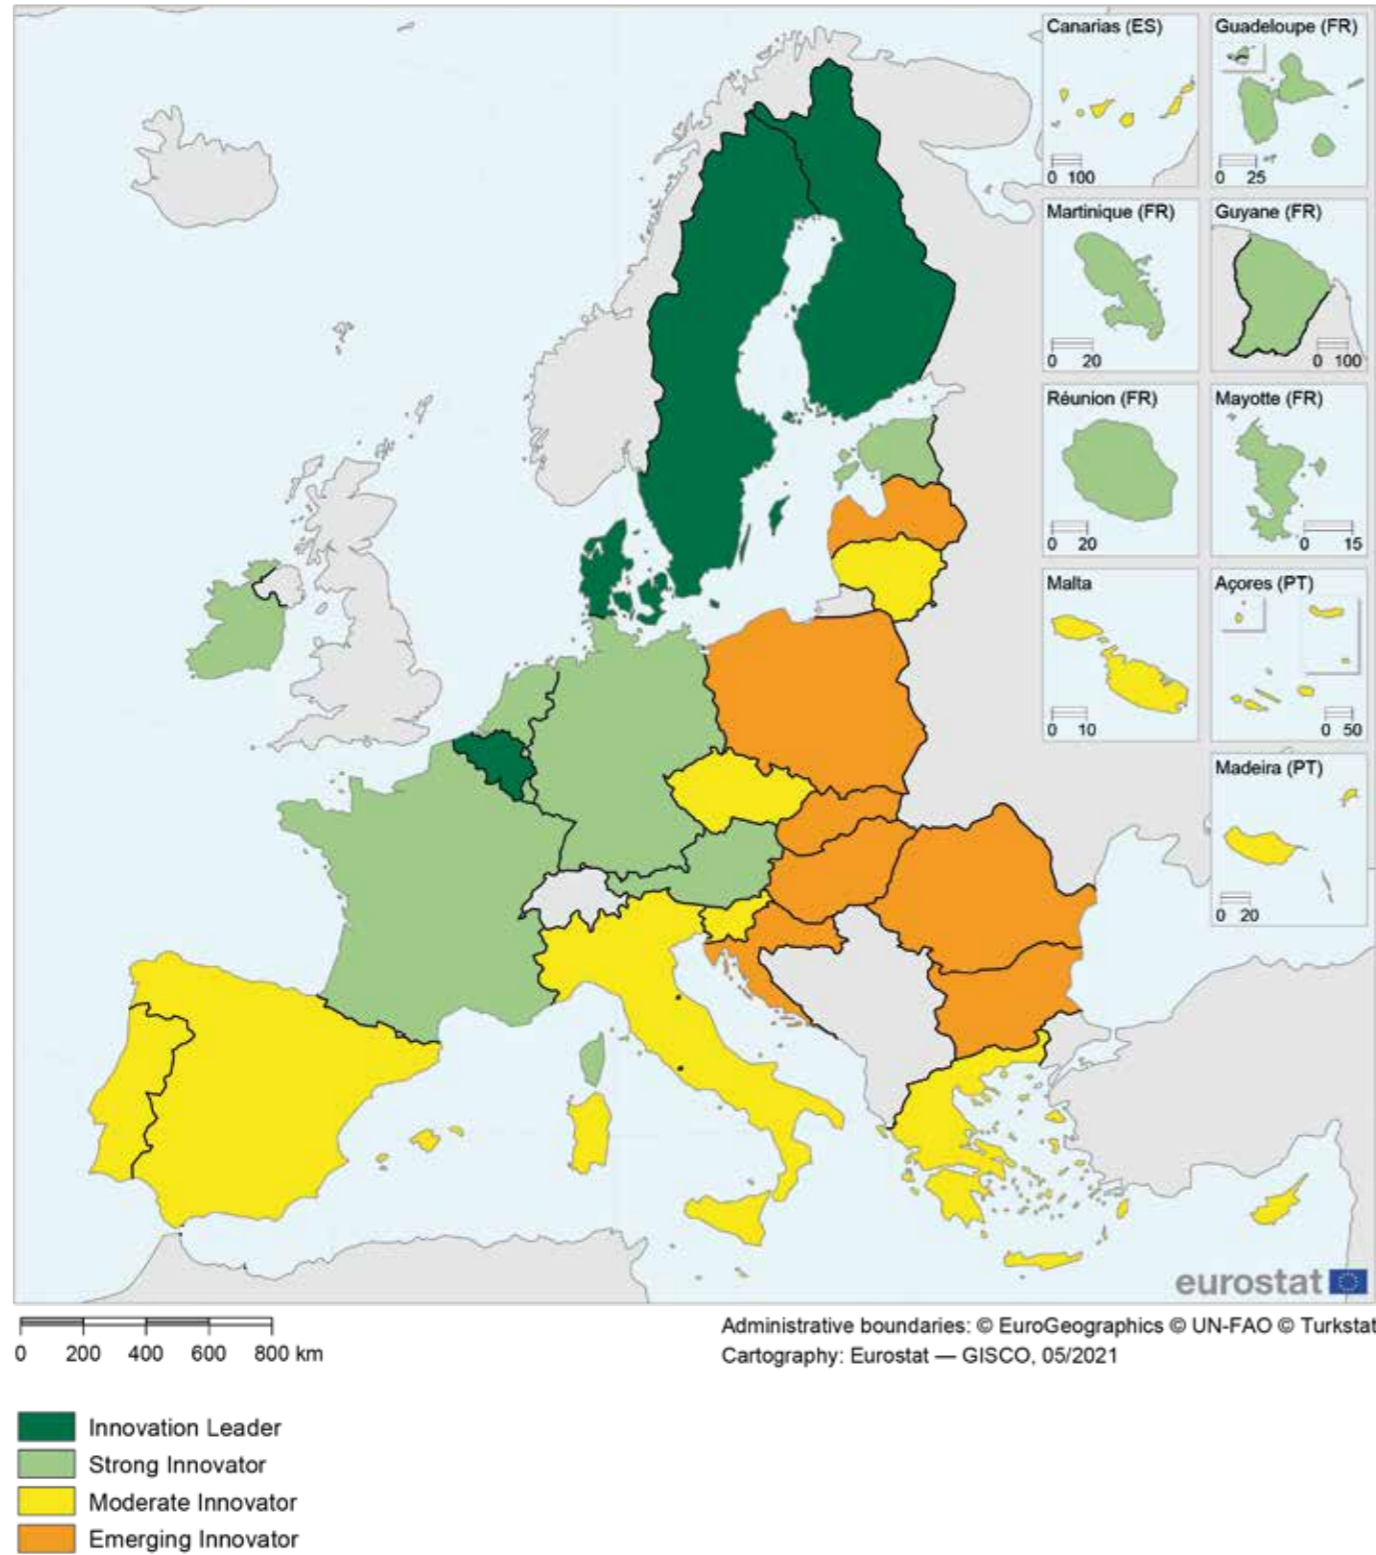 Canarias (ES)
0 100
Guadeloupe (FR)
0 25
Martinique (FR)
0 20
Guyane (FR)
0 100
Réunion (FR)
0 20
Mayotte (FR)
0 15
Malta
0 10
Açores (PT)
0 50
Madeira (PT)
0 20
eurostat
0 200 400 600 800 km
Administrative boundaries: © EuroGeographics © UN-FAO © Turkstat
Cartography: Eurostat — GISCO, 05/2021
Innovation Leader
Strong Innovator
Moderate Innovator
Emerging Innovator